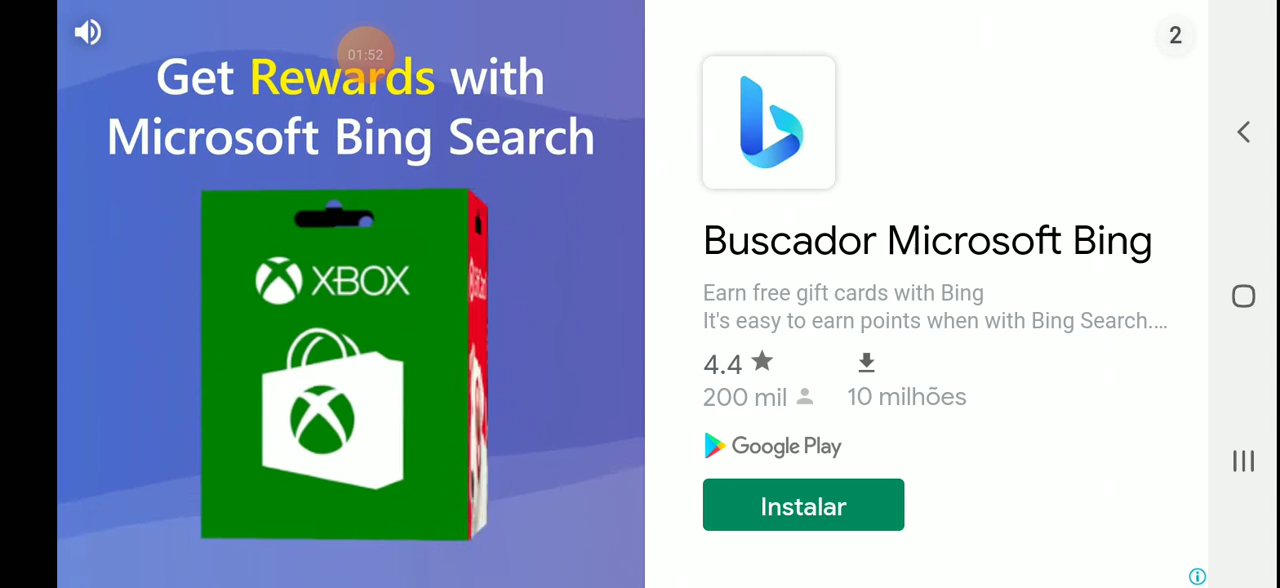 01:52
Get Rewards with
Microsoft Bing Search
XBOX
2
Buscador Microsoft Bing
Earn free gift cards with Bing
It's easy to earn points when with Bing Search....
4.4
200 mil
10 milhões
Google Play
Instalar